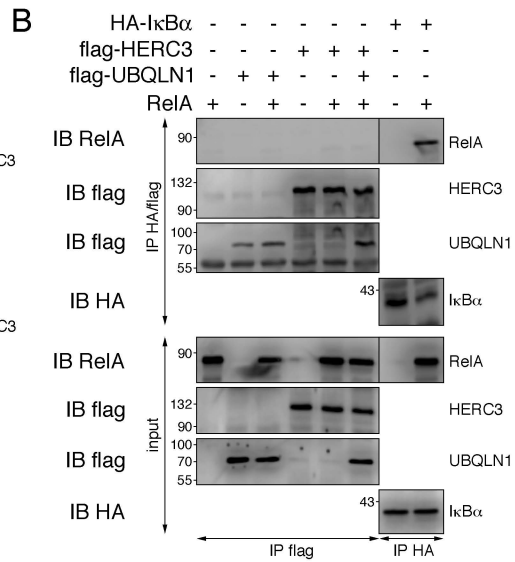 B
HA-IκBα - - - - - - + +
flag-HERC3 - - - + + + - -
flag-UBQLN1 - + + - - + - -
RelA + - + - + + - +
IB RelA 90 RelA
C3
IP HA/flag
IB flag 132 90 HERC3
IB flag 100 70 55 UBQLN1
IB HA 43 IκBα
C3
input
IB RelA 90 RelA
IB flag 132 90 HERC3
IB flag 100 70 55 UBQLN1
IB HA 43 IκBα
IP flag IP HA